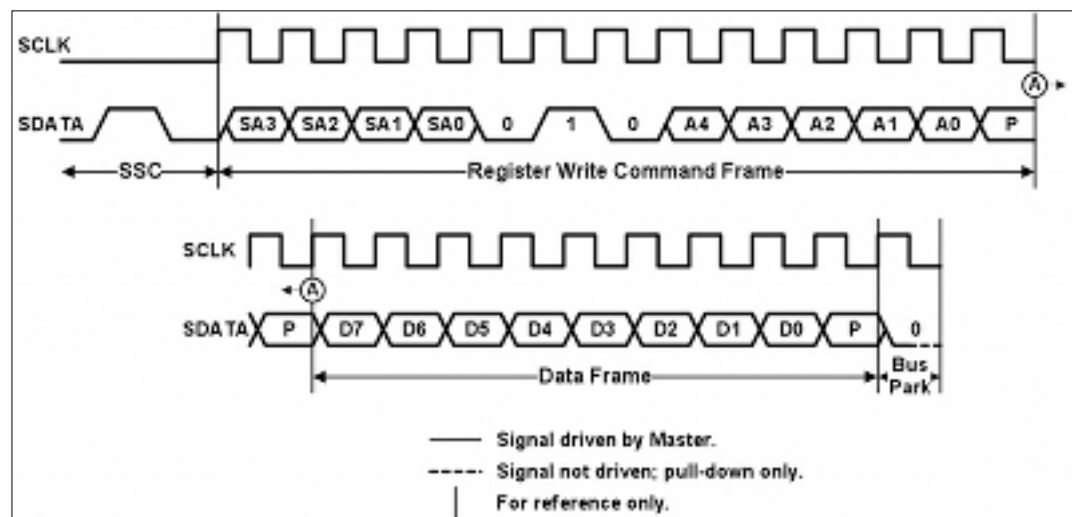 SCLK
A
SDATA SA3 SA2 SA1 SA0 0 1 0 A4 A3 A2 A1 A0 P
SSC Register Write Command Frame
SCLK
A
SDATA P D7 D6 D5 D4 D3 D2 D1 D0 P 0
Data Frame Bus Park
Signal driven by Master.
Signal not driven; pull-down only.
For reference only.